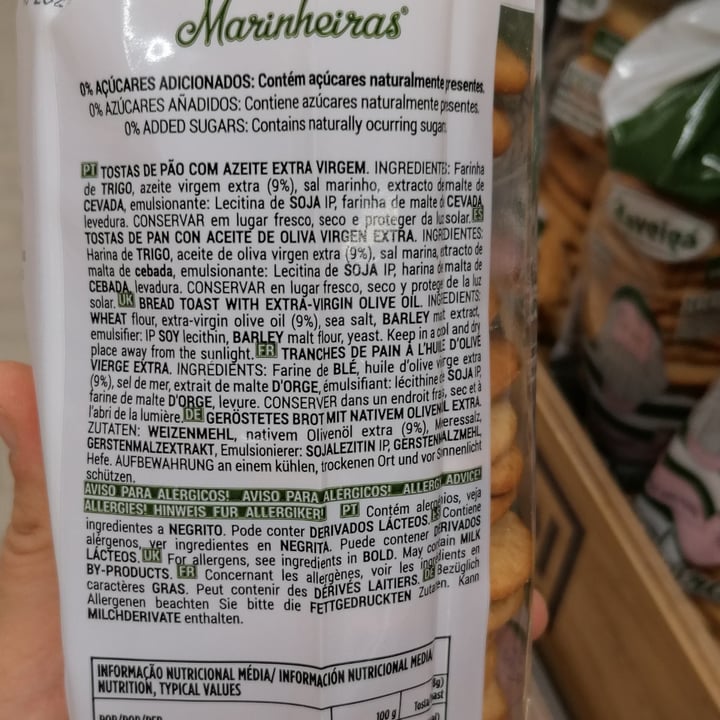 Marinheiras®
0% AÇÚCARES ADICIONADOS: Contém açúcares naturalmente presentes.
0% AZÚCARES AÑADIDOS: Contiene azúcares naturalmente presentes.
0% ADDED SUGARS: Contains naturally ocurring sugar.
PT TOSTAS DE PÃO COM AZEITE EXTRA VIRGEM. INGREDIENTES: Farinha
de TRIGO, azeite virgem extra (9%), sal marinho, extracto de malte de
CEVADA, emulsionante: Lecitina de SOJA IP, farinha de malte de CEVADA,
levedura. CONSERVAR em lugar fresco, seco e proteger da luz solar. ES
TOSTAS DE PAN CON ACEITE DE OLIVA VIRGEN EXTRA. INGREDIENTES:
Harina de TRIGO, aceite de oliva virgen extra (9%), sal marina, extracto de
malta de cebada, emulsionante: Lecitina de SOJA IP, harina de malta de
CEBADA, levadura. CONSERVAR en lugar fresco, seco y proteger de la luz
solar. UK BREAD TOAST WITH EXTRA-VIRGIN OLIVE OIL. INGREDIENTS:
WHEAT flour, extra-virgin olive oil (9%), sea salt, BARLEY malt extract,
emulsifier: IP SOY lecithin, BARLEY malt flour, yeast. Keep in a cool and dry
place away from the sunlight. FR TRANCHES DE PAIN À L'HUILE D'OLIVE
VIERGE EXTRA. INGRÉDIENTS: Farine de BLÉ, huile d'olive vierge extra
(9%), sel de mer, extrait de malte D'ORGE, émulsifiant: lécithine de SOJA IP,
farine de malte D'ORGE, levure. CONSERVER dans un endroit frais, sec et à
l'abri de la lumière. DE GERÖSTETES BROT MIT NATIVEM OLIVENÖL EXTRA.
ZUTATEN: WEIZENMEHL, nativem Olivenöl extra (9%), Meeressalz,
GERSTENMALZEXTRAKT, Emulsionierer: SOJALEZITIN IP, GERSTENMALZMEHL,
Hefe. AUFBEWAHRUNG an einem kühlen, trockenen Ort und vor Sonnenlicht
schützen.
AVISO PARA ALERGICOS! AVISO PARA ALÉRGICOS! ALLERGY ADVICE!
ALLERGIES! HINWEIS FUR ALLERGIKER! PT Contém alergénios, veja
ingredientes a NEGRITO. Pode conter DERIVADOS LÁCTEOS. ES Contiene
alérgenos, ver ingredientes en NEGRITA. Puede contener DERIVADOS
LÁCTEOS. UK For allergens, see ingredients in BOLD. May contain MILK
BY-PRODUCTS. FR Concernant les allergènes, voir les ingrédients en
caractères GRAS. Peut contenir des DÉRIVÉS LAITIERS. DE Bezüglich
Allergenen beachten Sie bitte die FETTGEDRUCKTEN Zutaten. Kann
MILCHDERIVATE enthalten.
INFORMAÇÃO NUTRICIONAL MÉDIA/ INFORMACIÓN NUTRICIONAL MEDIA
NUTRITION, TYPICAL VALUES
POR/POR/PER
100 g